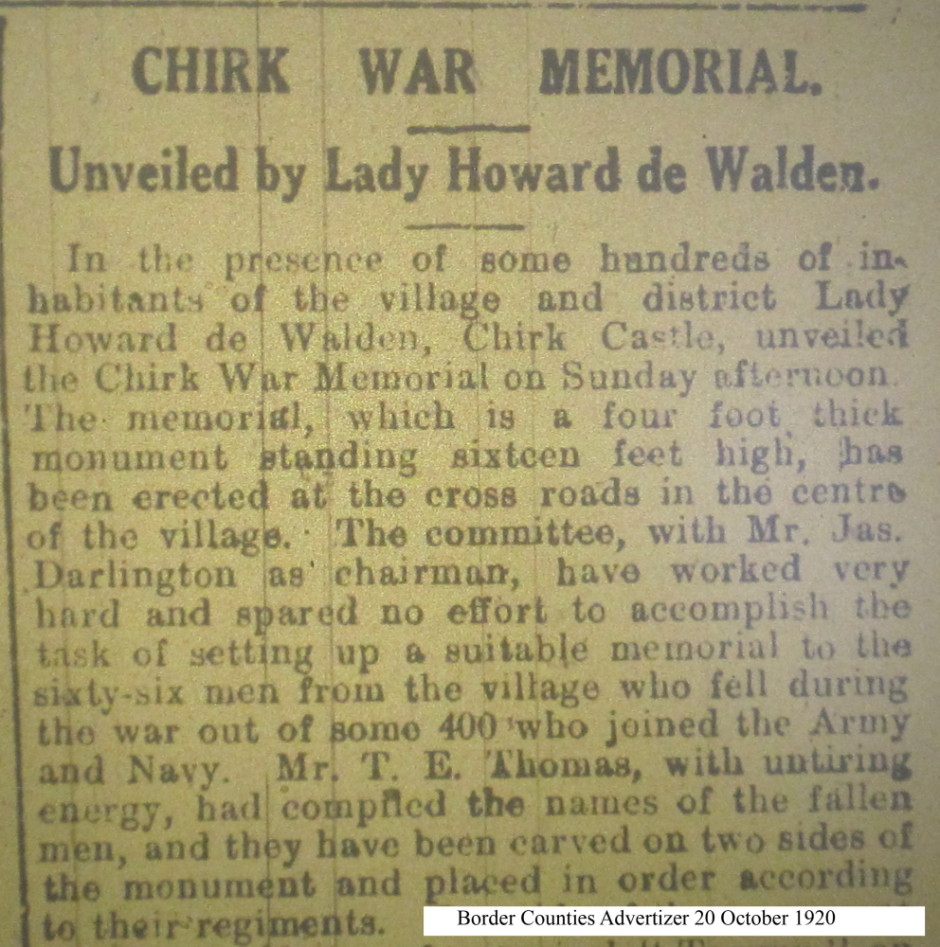 CHIRK WAR MEMORIAL.
Unveiled by Lady Howard de Walden.
In the presence of some hundreds of in-
habitants of the village and district Lady
Howard de Walden, Chirk Castle, unveiled
the Chirk War Memorial on Sunday afternoon.
The memorial, which is a four foot thick
monument standing sixteen feet high, has
been erected at the cross roads in the centre
of the village. The committee, with Mr. Jas.
Darlington as chairman, have worked very
hard and spared no effort to accomplish the
task of setting up a suitable memorial to the
sixty-six men from the village who fell during
the war out of some 400 who joined the Army
and Navy. Mr. T. E. Thomas, with untiring
energy, had compiled the names of the fallen
men, and they have been carved on two sides of
the monument and placed in order according
to their regiments.
Border Counties Advertizer 20 October 1920